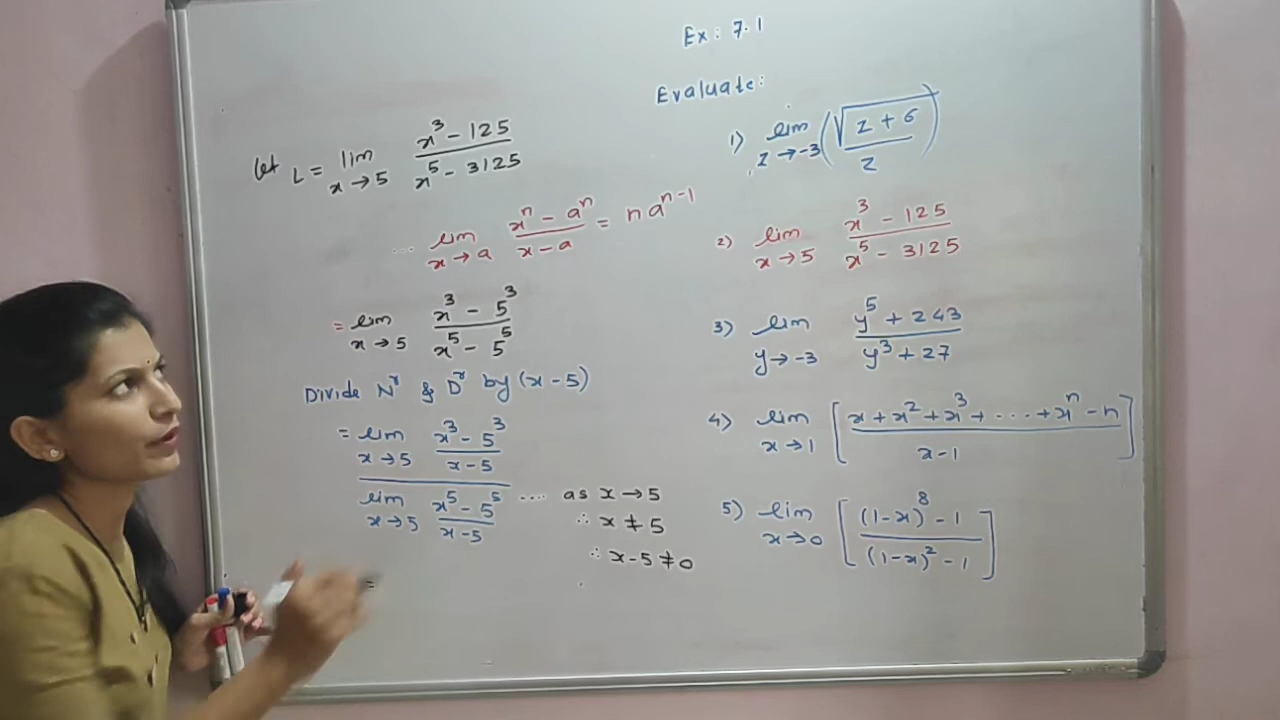 Ex: 7.1
Evaluate:
Let L = lim x→5 (x³ - 125)/(x⁵ - 3125)
... lim x→a (xⁿ - aⁿ)/(x - a) = n aⁿ⁻¹
= lim x→5 (x³ - 5³)/(x⁵ - 5⁵)
Divide Nʳ & Dʳ by (x - 5)
= lim x→5 (x³ - 5³)/(x - 5)
lim x→5 (x⁵ - 5⁵)/(x - 5) .... as x → 5
∴ x ≠ 5
∴ x - 5 ≠ 0
=
1) lim z→-3 (√(z + 6)/z)
2) lim x→5 (x³ - 125)/(x⁵ - 3125)
3) lim y→-3 (y⁵ + 243)/(y³ + 27)
4) lim x→1 [(x + x² + x³ + ...... + xⁿ - n)/(x - 1)]
5) lim x→0 [((1-x)⁸ - 1)/((1-x)² - 1)]